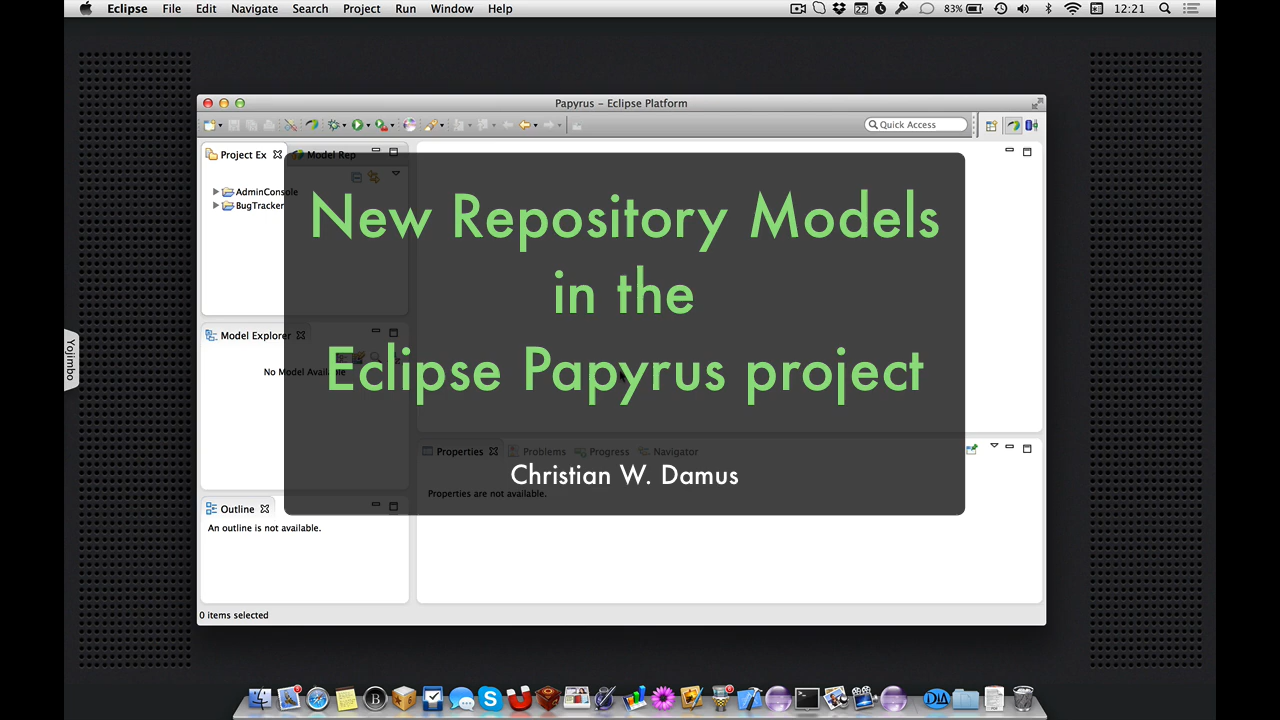 Eclipse File Edit Navigate Search Project Run Window Help 22 83% 12:21
Papyrus – Eclipse Platform
Quick Access
Project Ex Model Rep
AdminConsole
BugTracker
New Repository Models
in the
Eclipse Papyrus project
Christian W. Damus
Yojimbo
Model Explorer
No Model Available
Properties Problems Progress Navigator
Properties are not available.
Outline
An outline is not available.
0 items selected
DIA